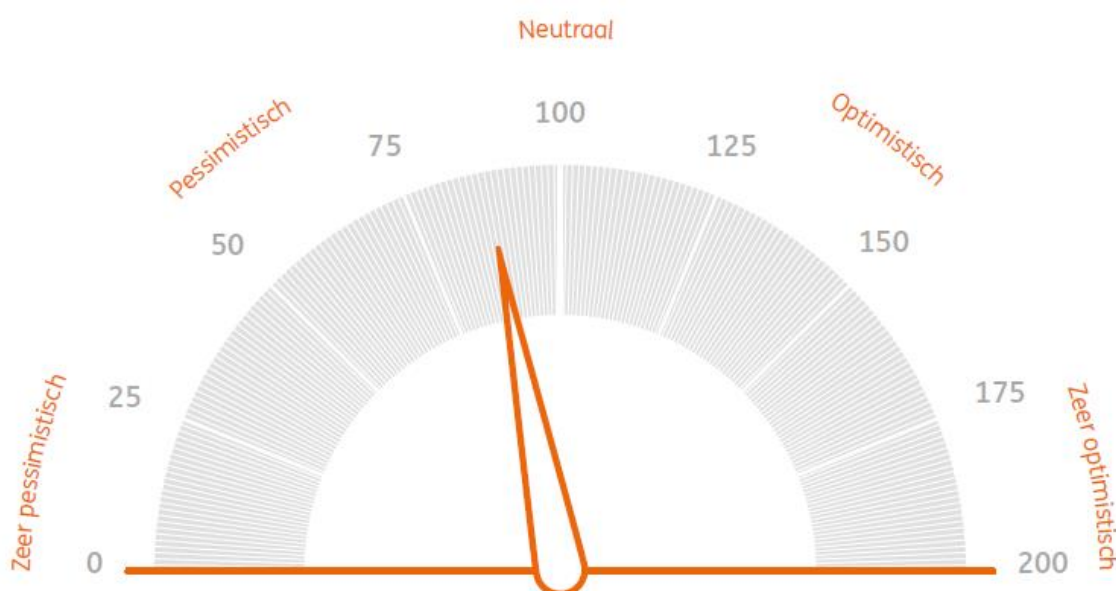 Neutraal
Pessimistisch
Optimistisch
100
75
125
50
150
25
175
Zeer pessimistisch
Zeer optimistisch
0
200